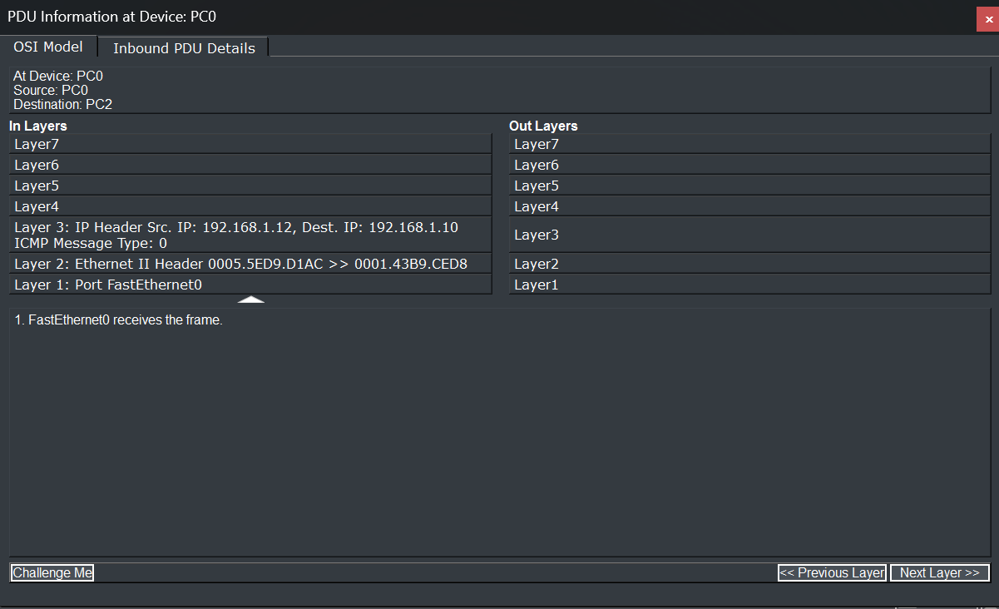 PDU Information at Device: PC0
×
OSI Model
Inbound PDU Details
At Device: PC0
Source: PC0
Destination: PC2
In Layers
Layer7
Layer6
Layer5
Layer4
Layer 3: IP Header Src. IP: 192.168.1.12, Dest. IP: 192.168.1.10
ICMP Message Type: 0
Layer 2: Ethernet II Header 0005.5ED9.D1AC >> 0001.43B9.CED8
Layer 1: Port FastEthernet0
Out Layers
Layer7
Layer6
Layer5
Layer4
Layer3
Layer2
Layer1
1. FastEthernet0 receives the frame.
Challenge Me
<< Previous Layer
Next Layer >>